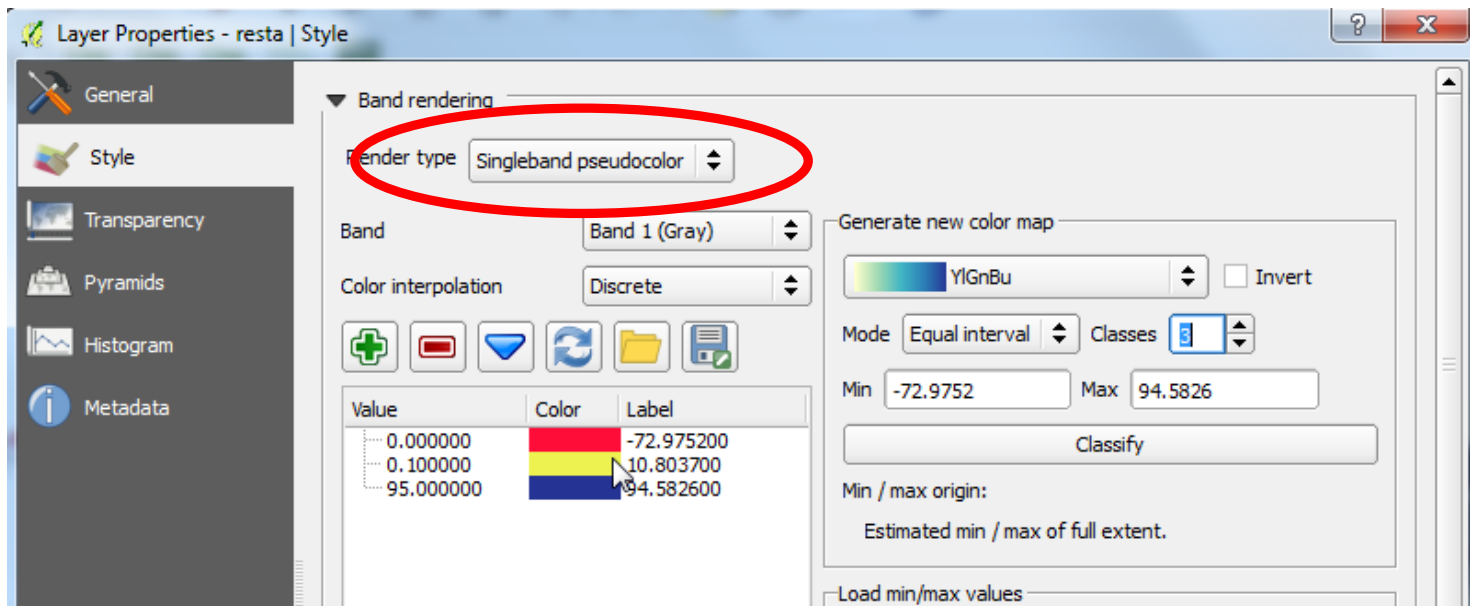 Layer Properties - resta | Style
General
Style
Transparency
Pyramids
Histogram
Metadata
Band rendering
Render type Singleband pseudocolor
Band Band 1 (Gray)
Color interpolation Discrete
Value Color Label
0.000000 -72.975200
0.100000 10.803700
95.000000 94.582600
Generate new color map
YlGnBu Invert
Mode Equal interval Classes 3
Min -72.9752 Max 94.5826
Classify
Min / max origin:
Estimated min / max of full extent.
Load min/max values